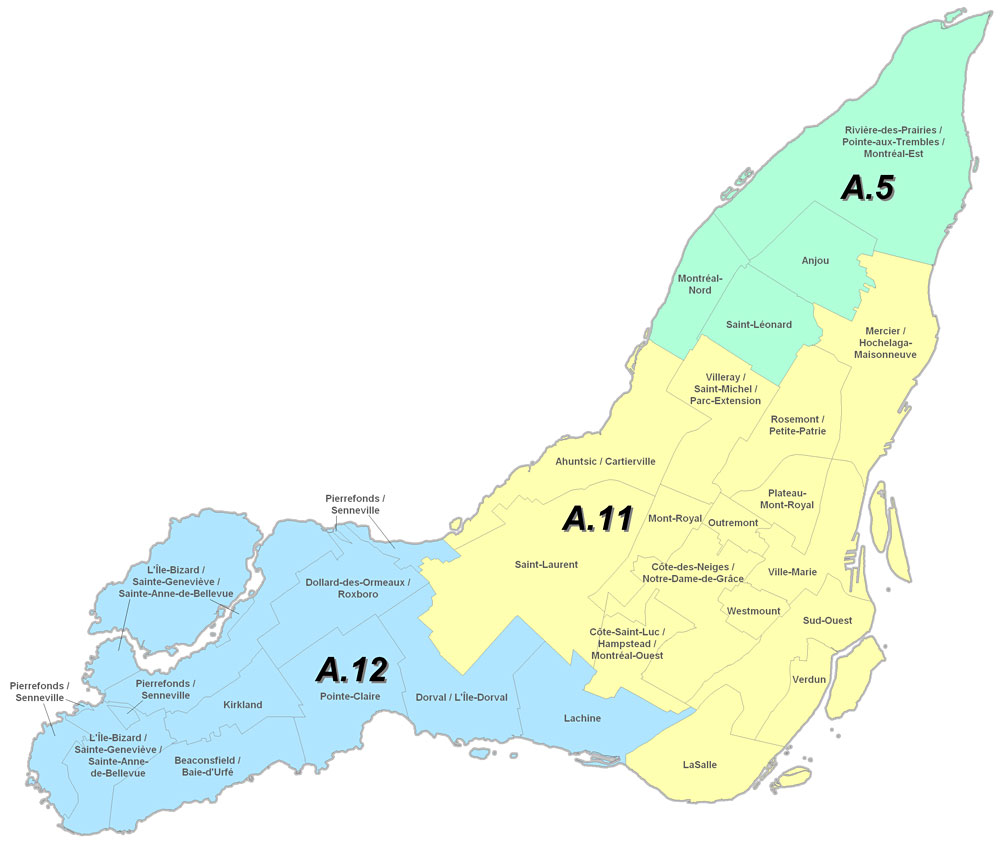 Rivière-des-Prairies /
Pointe-aux-Trembles /
Montréal-Est
A.5
Anjou
Montréal-
Nord
Saint-Léonard
Mercier /
Hochelaga-
Maisonneuve
Villeray /
Saint-Michel /
Parc-Extension
Rosemont /
Petite-Patrie
Ahuntsic / Cartierville
Plateau-
Mont-Royal
Pierrefonds /
Senneville
A.11
Mont-Royal
Outremont
Saint-Laurent
Côte-des-Neiges /
Notre-Dame-de-Grâce
Ville-Marie
L'Île-Bizard /
Sainte-Geneviève /
Sainte-Anne-de-Bellevue
Dollard-des-Ormeaux /
Roxboro
Westmount
Sud-Ouest
Côte-Saint-Luc /
Hampstead /
Montréal-Ouest
A.12
Pointe-Claire
Verdun
Pierrefonds /
Senneville
Pierrefonds /
Senneville
Kirkland
Dorval / L'Île-Dorval
Lachine
L'Île-Bizard /
Sainte-Geneviève /
Sainte-Anne-
de-Bellevue
Beaconsfield /
Baie-d'Urfé
LaSalle